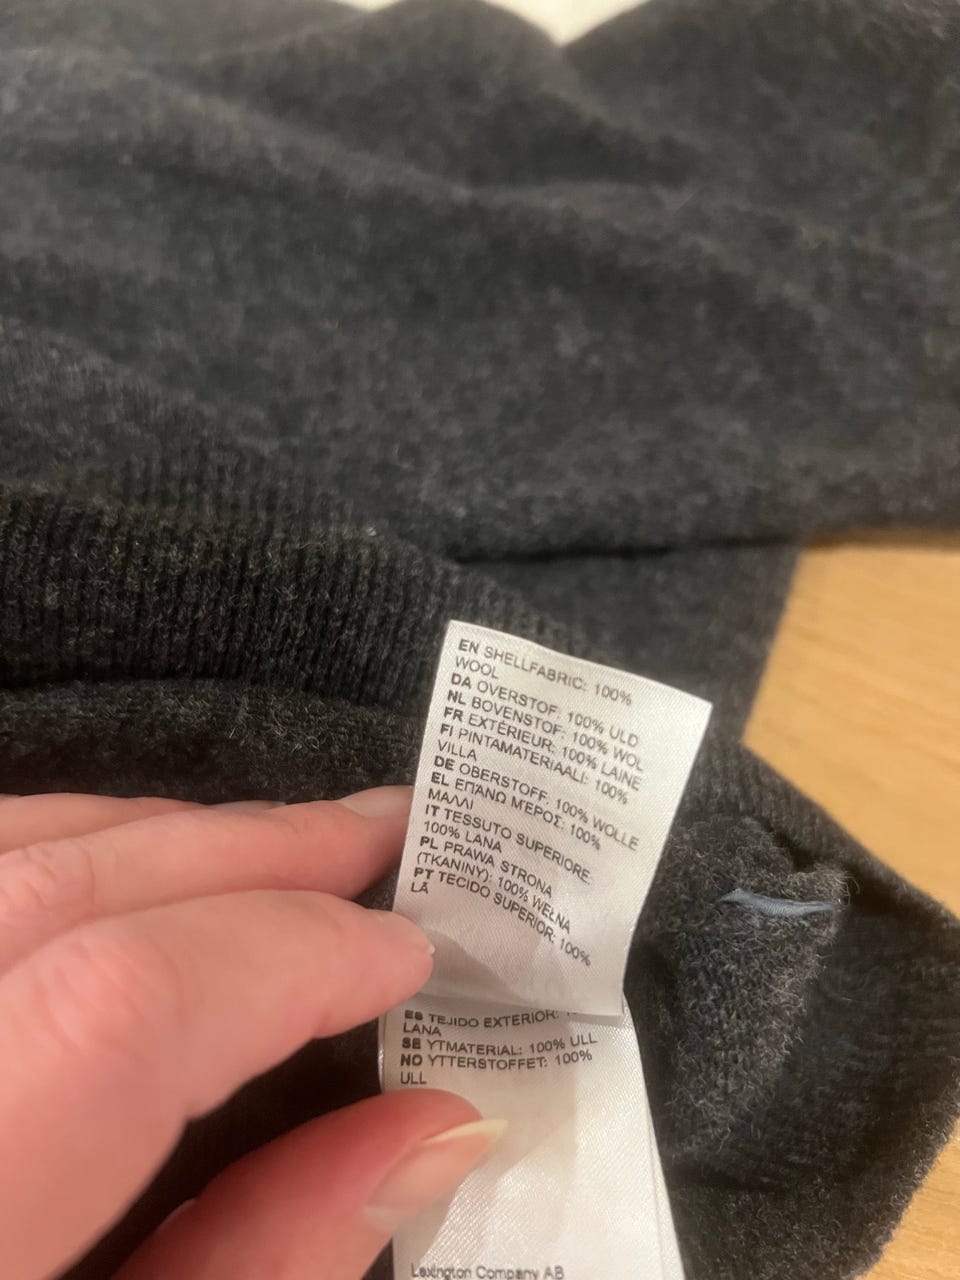 EN SHELLFABRIC: 100%
WOOL
DA OVERSTOF: 100% ULD
NL BOVENSTOF: 100% WOL
FR EXTÉRIEUR: 100% LAINE
FI PINTAMATERIAALI: 100%
VILLA
DE OBERSTOFF: 100% WOLLE
EL ΕΠΆΝΩ ΜΈΡΟΣ: 100%
ΜΑΛΛΊ
IT TESSUTO SUPERIORE:
100% LANA
PL PRAWA STRONA
(TKANINY): 100% WEŁNA
PT TECIDO SUPERIOR: 100%
LÃ
ES TEJIDO EXTERIOR:
LANA
SE YTMATERIAL: 100% ULL
NO YTTERSTOFFET: 100%
ULL
Lexington Company AB